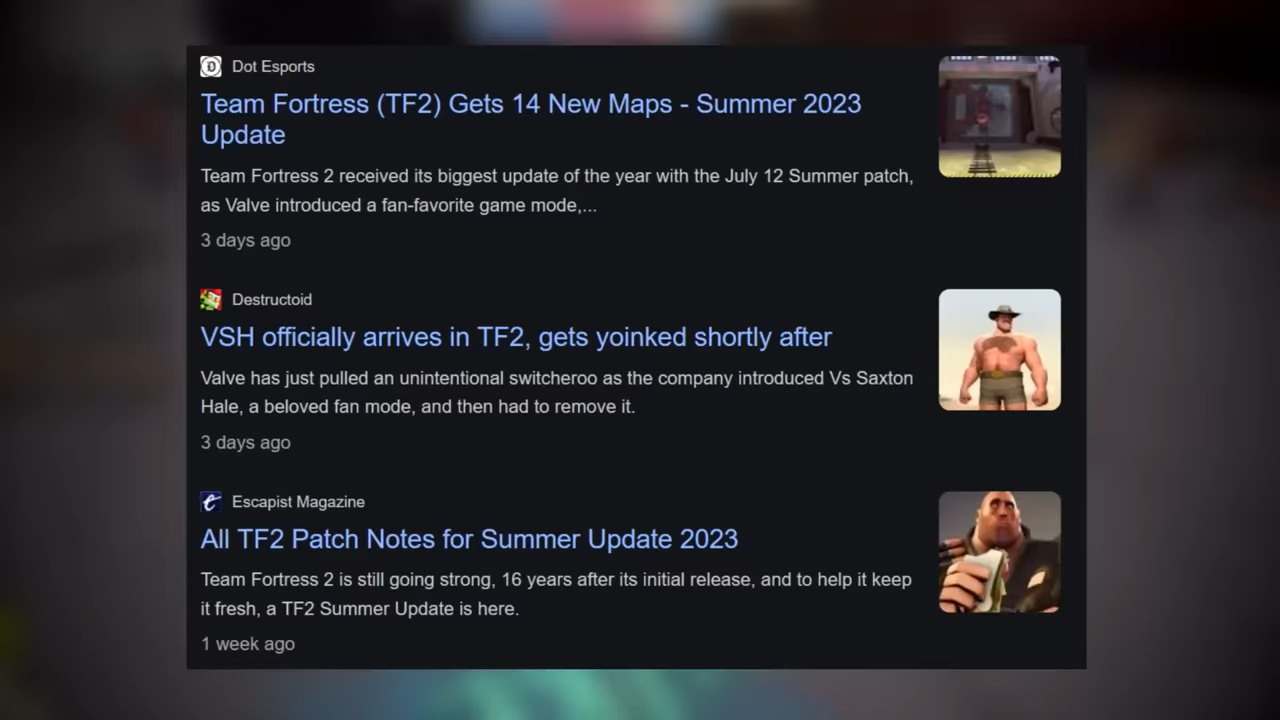 Dot Esports
Team Fortress (TF2) Gets 14 New Maps - Summer 2023
Update
Team Fortress 2 received its biggest update of the year with the July 12 Summer patch,
as Valve introduced a fan-favorite game mode,...
3 days ago
Destructoid
VSH officially arrives in TF2, gets yoinked shortly after
Valve has just pulled an unintentional switcheroo as the company introduced Vs Saxton
Hale, a beloved fan mode, and then had to remove it.
3 days ago
Escapist Magazine
All TF2 Patch Notes for Summer Update 2023
Team Fortress 2 is still going strong, 16 years after its initial release, and to help it keep
it fresh, a TF2 Summer Update is here.
1 week ago